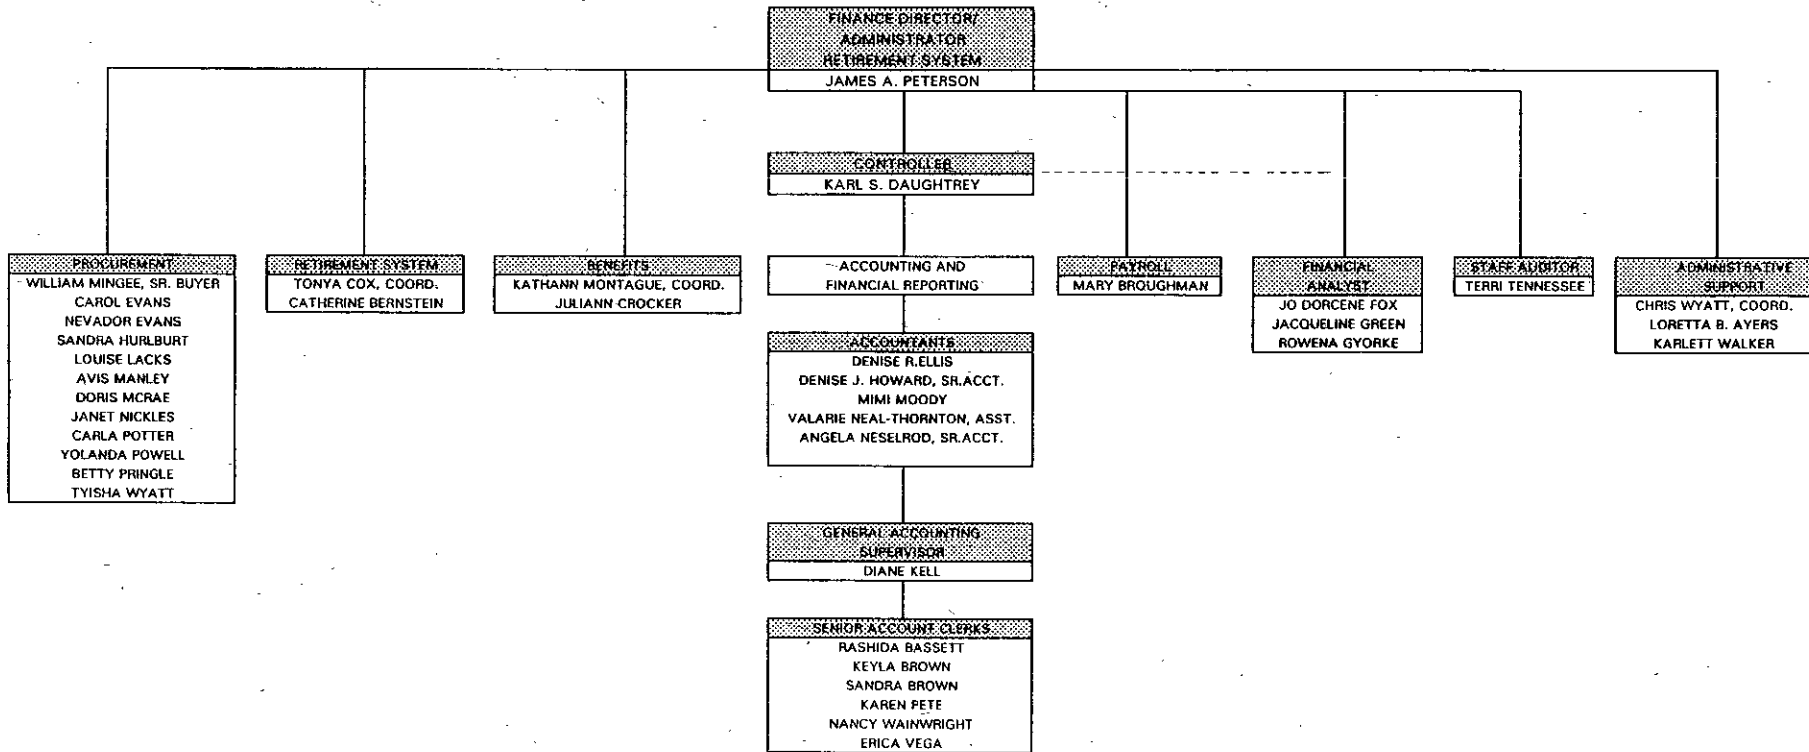 FINANCE DIRECTOR/
ADMINISTRATOR
RETIREMENT SYSTEM
JAMES A. PETERSON
CONTROLLER
KARL S. DAUGHTREY
PROCUREMENT
WILLIAM MINGEE, SR. BUYER
CAROL EVANS
NEVADOR EVANS
SANDRA HURLBURT
LOUISE LACKS
AVIS MANLEY
DORIS MCRAE
JANET NICKLES
CARLA POTTER
YOLANDA POWELL
BETTY PRINGLE
TYISHA WYATT
RETIREMENT SYSTEM
TONYA COX, COORD.
CATHERINE BERNSTEIN
BENEFITS
KATHANN MONTAGUE, COORD.
JULIANN CROCKER
ACCOUNTING AND
FINANCIAL REPORTING
ACCOUNTANTS
DENISE R.ELLIS
DENISE J. HOWARD, SR.ACCT.
MIMI MOODY
VALARIE NEAL-THORNTON, ASST.
ANGELA NESELROD, SR.ACCT.
GENERAL ACCOUNTING
SUPERVISOR
DIANE KELL
SENIOR ACCOUNT CLERKS
RASHIDA BASSETT
KEYLA BROWN
SANDRA BROWN
KAREN PETE
NANCY WAINWRIGHT
ERICA VEGA
PAYROLL
MARY BROUGHMAN
FINANCIAL
ANALYST
JO DORCENE FOX
JACQUELINE GREEN
ROWENA GYORKE
STAFF AUDITOR
TERRI TENNESSEE
ADMINISTRATIVE
SUPPORT
CHRIS WYATT, COORD.
LORETTA B. AYERS
KARLETT WALKER